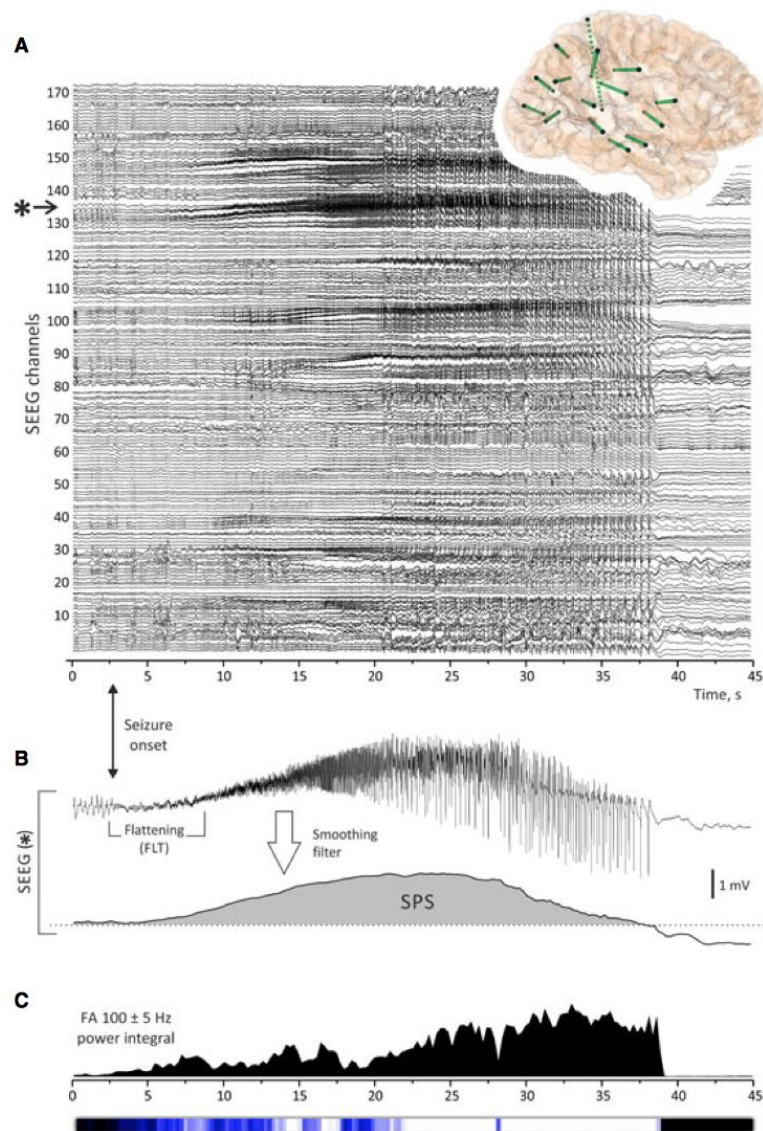 A
170
160
150
140
*→
130
120
110
100
90
80
70
60
50
40
30
20
10
SEEG channels
0 5 10 15 20 25 30 35 40 45
Time, s
Seizure
onset
B
Flattening
(FLT)
Smoothing
filter
SEEG (*)
1 mV
SPS
C
FA 100 ± 5 Hz
power integral
0 5 10 15 20 25 30 35 40 45